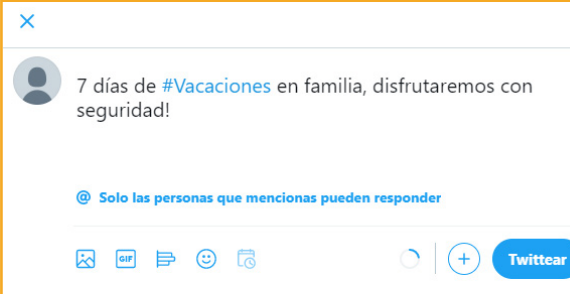 7 días de #Vacaciones en familia, disfrutaremos con
seguridad!
@ Solo las personas que mencionas pueden responder
GIF
Twittear